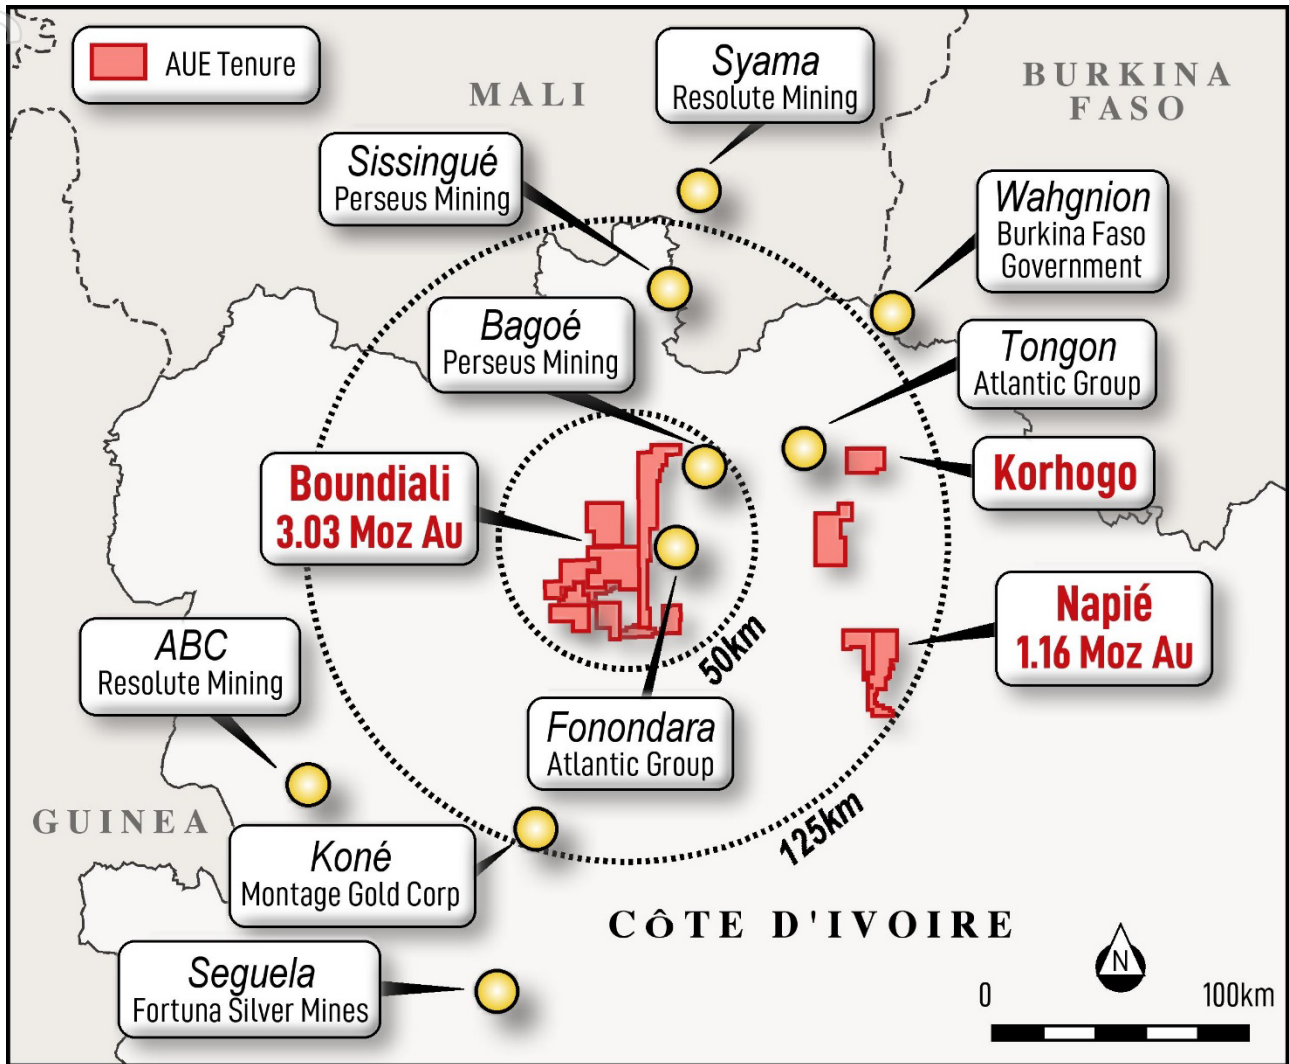 AUE Tenure
MALI
BURKINA
FASO
Syama
Resolute Mining
Sissingué
Perseus Mining
Wahgnion
Burkina Faso
Government
Bagoé
Perseus Mining
Tongon
Atlantic Group
Boundiali
3.03 Moz Au
Korhogo
Napié
1.16 Moz Au
50km
ABC
Resolute Mining
Fonondara
Atlantic Group
125km
GUINEA
Koné
Montage Gold Corp
CÔTE D'IVOIRE
Seguela
Fortuna Silver Mines
N
0
100km